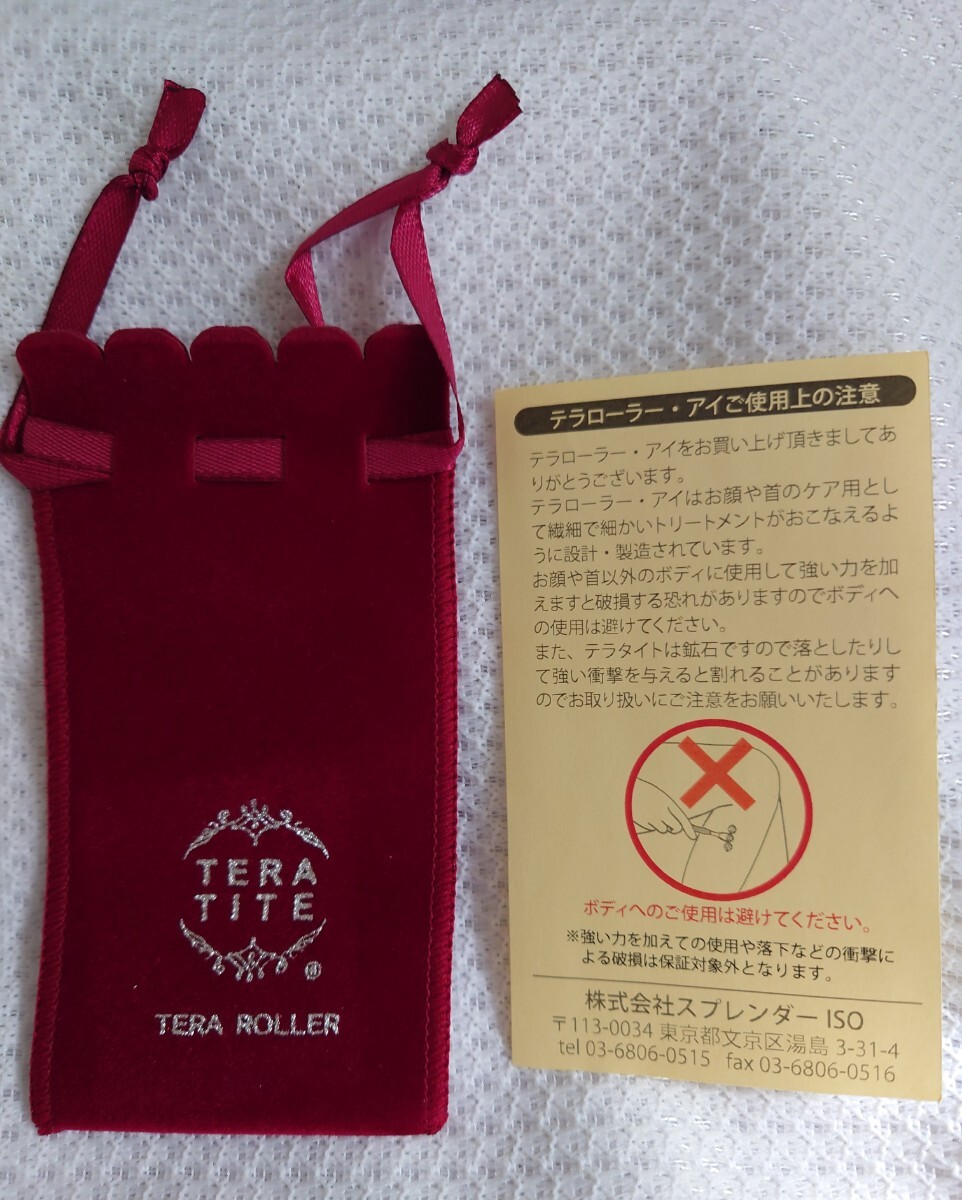 TERA
TITE
®
TERA ROLLER
テラローラー・アイご使用上の注意
テラローラー・アイをお買い上げ頂きましてあ
りがとうございます。
テラローラー・アイはお顔や首のケア用とし
て繊細で細かいトリートメントがおこなえるよ
うに設計・製造されています。
お顔や首以外のボディに使用して強い力を加
えますと破損する恐れがありますのでボディへ
の使用は避けてください。
また、テラタイトは鉱石ですので落としたりし
て強い衝撃を与えると割れることがあります
のでお取り扱いにご注意をお願いいたします。
ボディへのご使用は避けてください。
※強い力を加えての使用や落下などの衝撃に
よる破損は保証対象外となります。
株式会社スプレンダー ISO
〒113-0034 東京都文京区湯島 3-31-4
tel 03-6806-0515 fax 03-6806-0516